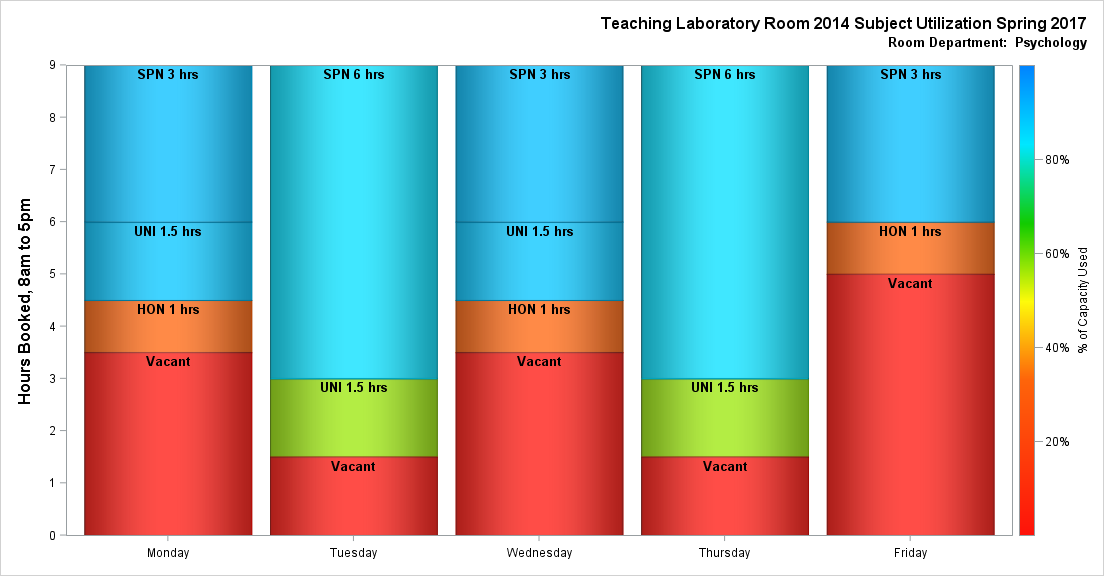 Teaching Laboratory Room 2014 Subject Utilization Spring 2017
Room Department: Psychology
Hours Booked, 8am to 5pm
9
8
7
6
5
4
3
2
1
0
SPN 3 hrs
UNI 1.5 hrs
HON 1 hrs
Vacant
SPN 6 hrs
UNI 1.5 hrs
Vacant
SPN 3 hrs
UNI 1.5 hrs
HON 1 hrs
Vacant
SPN 6 hrs
UNI 1.5 hrs
Vacant
SPN 3 hrs
HON 1 hrs
Vacant
Monday
Tuesday
Wednesday
Thursday
Friday
80%
60%
40%
20%
% of Capacity Used